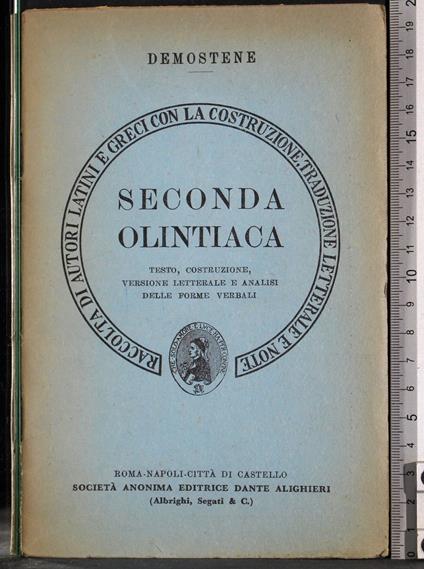 DEMOSTENE
RACCOLTA DI AUTORI LATINI E GRECI CON LA COSTRUZIONE, TRADUZIONE LETTERALE E NOTE
SECONDA
OLINTIACA
TESTO, COSTRUZIONE,
VERSIONE LETTERALE E ANALISI
DELLE FORME VERBALI
ROMA-NAPOLI-CITTÀ DI CASTELLO
SOCIETÀ ANONIMA EDITRICE DANTE ALIGHIERI
(Albrighi, Segati & C.)